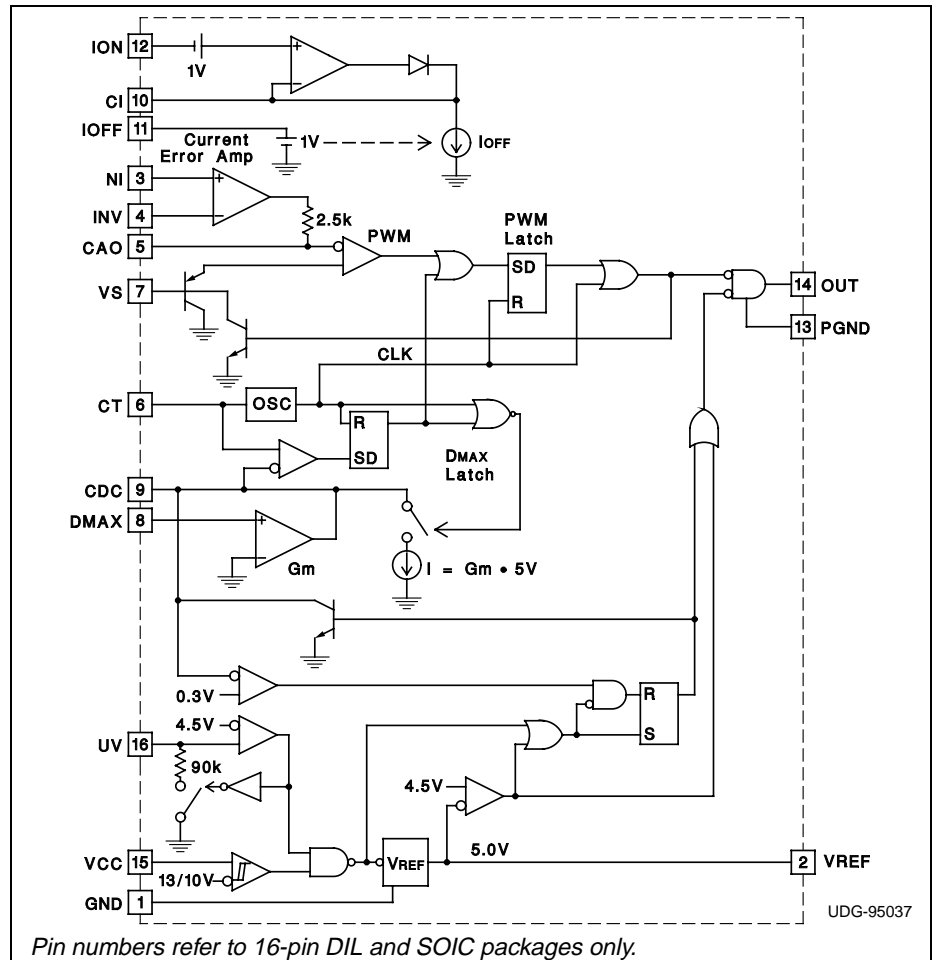 ION 12
1V
CI 10
IOFF 11
1V
IOFF
Current
Error Amp
NI 3
INV 4
2.5k
CAO 5
PWM
PWM
Latch
SD
R
VS 7
14 OUT
13 PGND
CLK
CT 6
OSC
R
SD
DMAX
Latch
CDC 9
DMAX 8
Gm
I = Gm • 5V
0.3V
R
S
4.5V
UV 16
90k
4.5V
5.0V
VCC 15
13/10V
VREF
2 VREF
GND 1
UDG-95037
Pin numbers refer to 16-pin DIL and SOIC packages only.